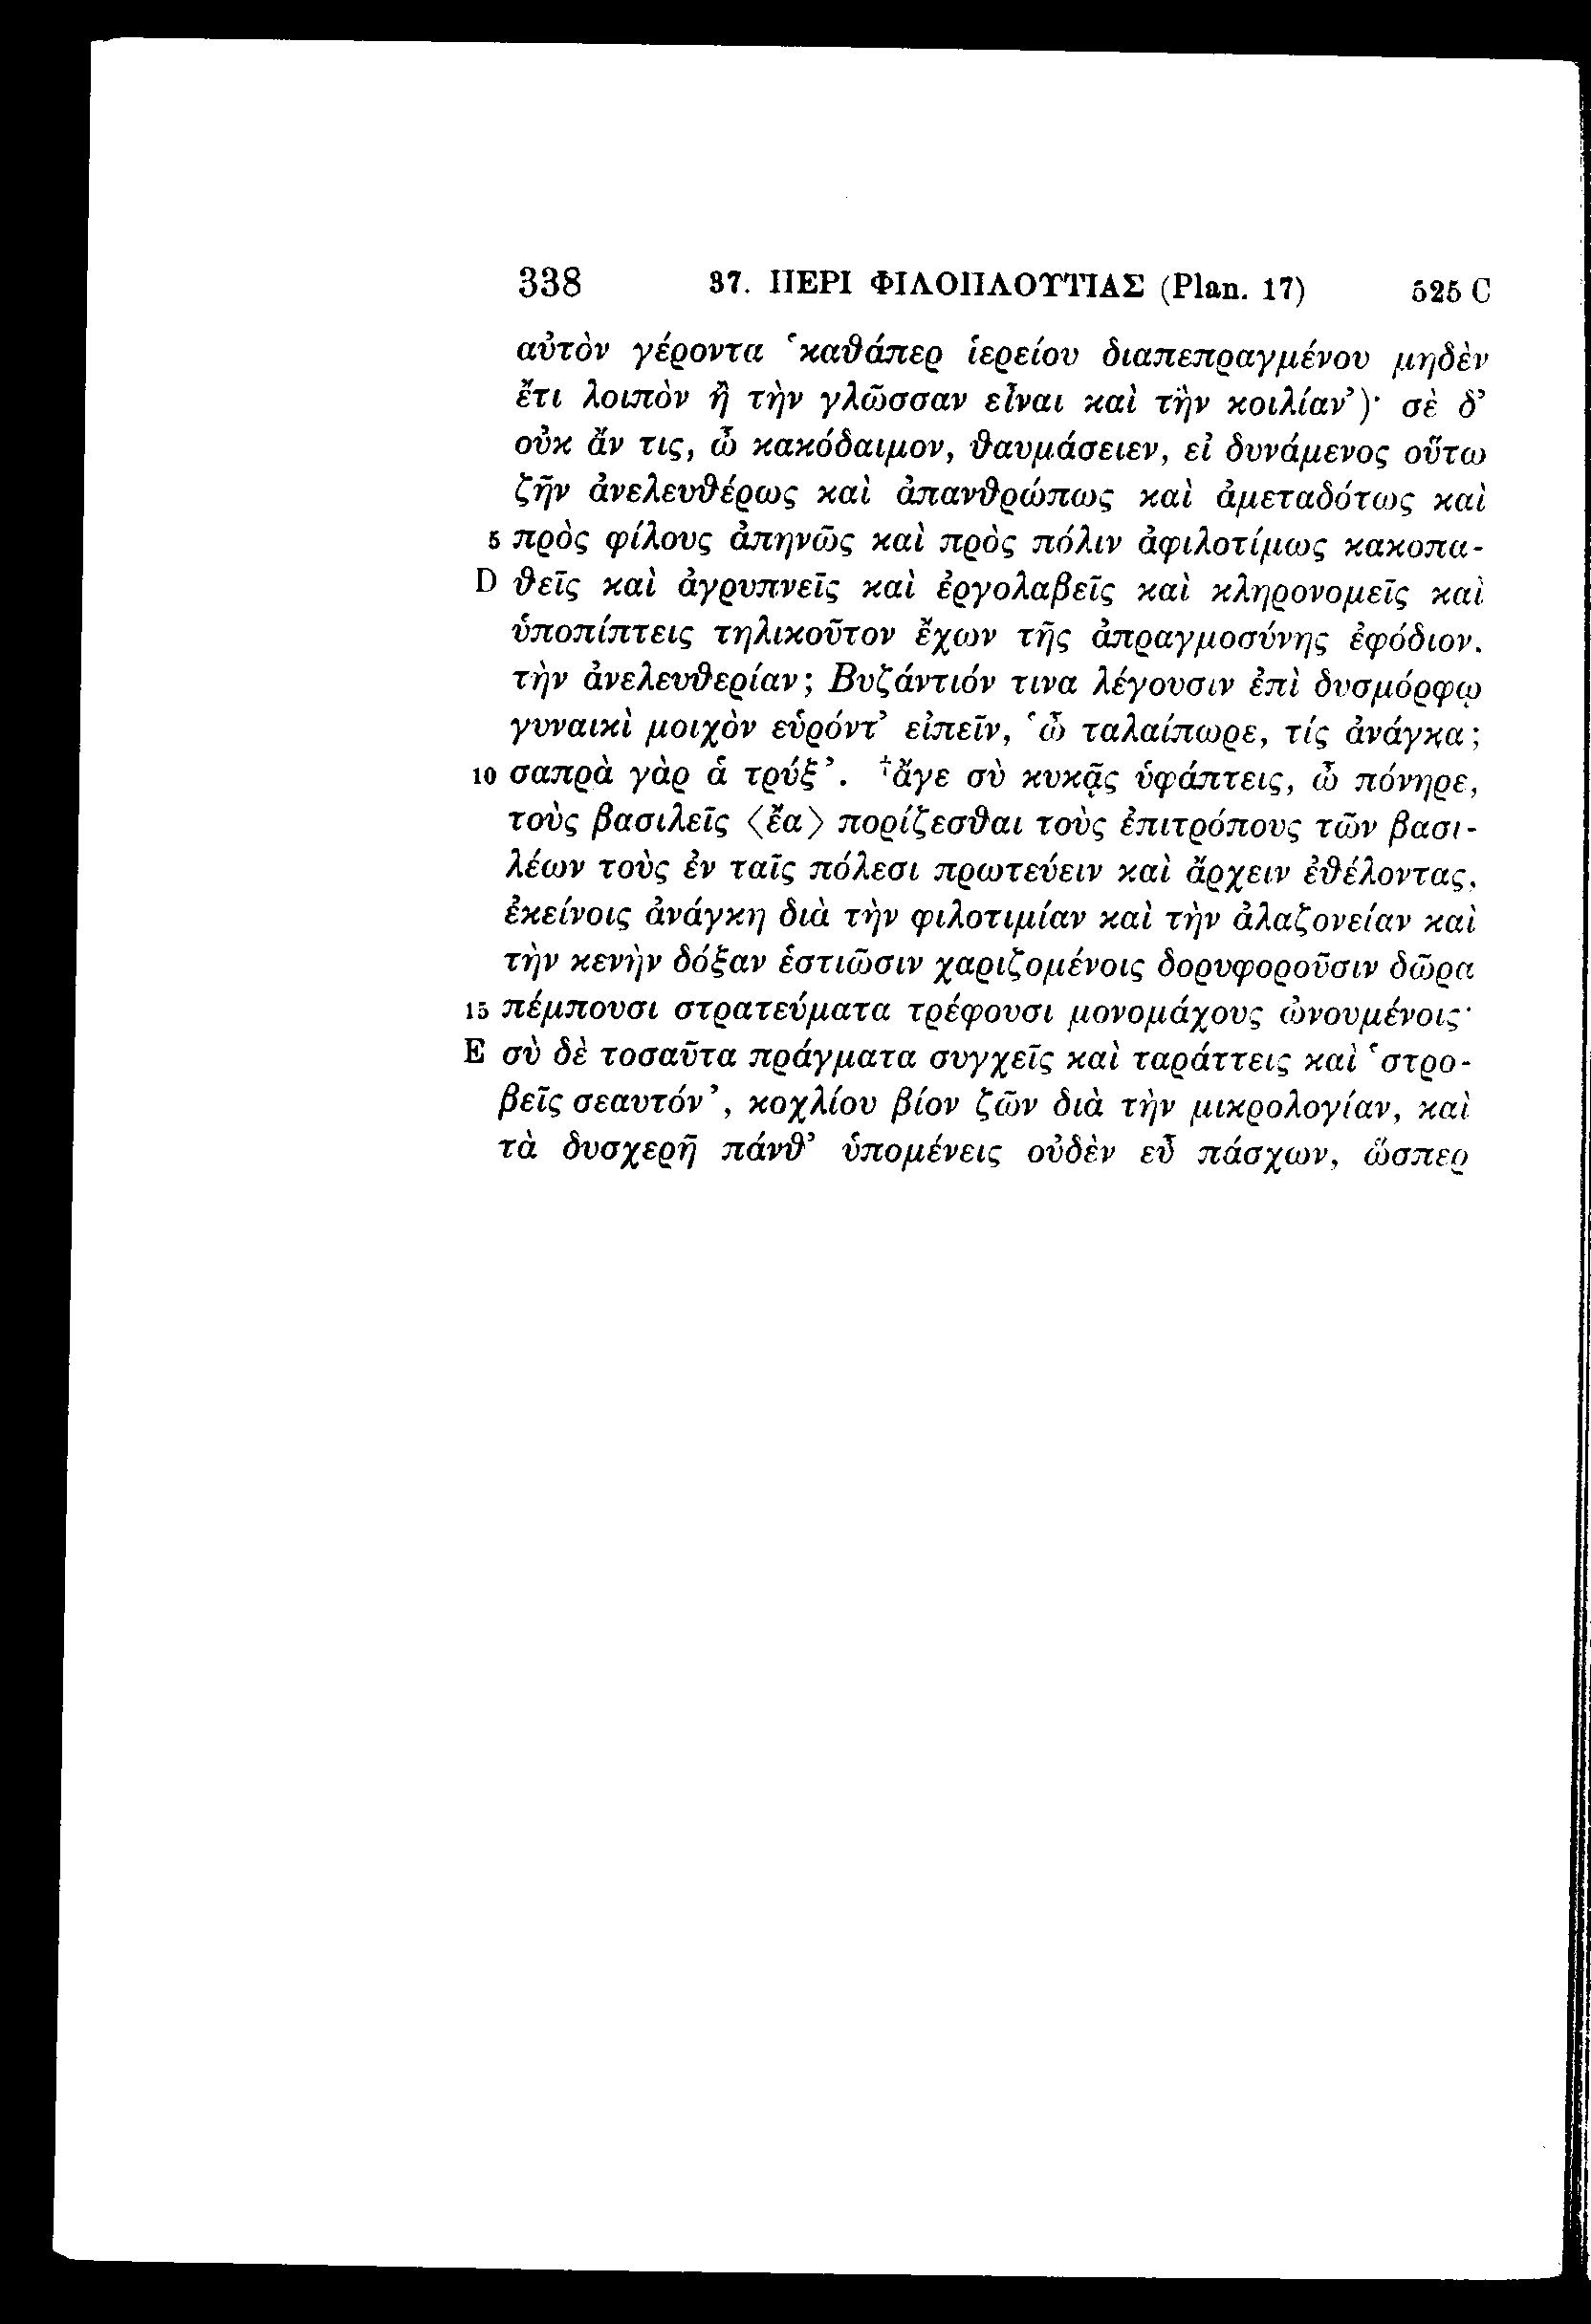 338 37. ΠΕΡΙ ΦΙΛΟΠΛΟΥΤΙΑΣ (Plan. 17) 525 C
αὐτὸν γέροντα ‘καθάπερ ἱερείου διαπεπραγμένου μηδὲν
ἔτι λοιπὸν ἢ τὴν γλῶσσαν εἶναι καὶ τὴν κοιλίαν’)· σὲ δ’
οὐκ ἄν τις, ὦ κακόδαιμον, θαυμάσειεν, εἰ δυνάμενος οὕτω
ζῆν ἀνελευθέρως καὶ ἀπανθρώπως καὶ ἀμεταδότως καὶ
5 πρὸς φίλους ἀπηνῶς καὶ πρὸς πόλιν ἀφιλοτίμως κακοπα-
D θεῖς καὶ ἀγρυπνεῖς καὶ ἐργολαβεῖς καὶ κληρονομεῖς καὶ
ὑποπίπτεις τηλικοῦτον ἔχων τῆς ἀπραγμοσύνης ἐφόδιον,
τὴν ἀνελευθερίαν; Βυζάντιόν τινα λέγουσιν ἐπὶ δυσμόρφῳ
γυναικὶ μοιχὸν εὑρόντ’ εἰπεῖν, ‘ὦ ταλαίπωρε, τίς ἀνάγκα;
10 σαπρὰ γὰρ ἁ τρύξ’. †ἄγε σὺ κυκᾷς ὑφάπτεις, ὦ πόνηρε,
τοὺς βασιλεῖς ⟨ἔα⟩ πορίζεσθαι τοὺς ἐπιτρόπους τῶν βασι-
λέων τοὺς ἐν ταῖς πόλεσι πρωτεύειν καὶ ἄρχειν ἐθέλοντας,
ἐκείνοις ἀνάγκη διὰ τὴν φιλοτιμίαν καὶ τὴν ἀλαζονείαν καὶ
τὴν κενὴν δόξαν ἑστιῶσιν χαριζομένοις δορυφοροῦσιν δῶρα
15 πέμπουσι στρατεύματα τρέφουσι μονομάχους ὠνουμένοις·
E σὺ δὲ τοσαῦτα πράγματα συγχεῖς καὶ ταράττεις καὶ ‘στρο-
βεῖς σεαυτόν’, κοχλίου βίον ζῶν διὰ τὴν μικρολογίαν, καὶ
τὰ δυσχερῆ πάνθ’ ὑπομένεις οὐδὲν εὖ πάσχων, ὥσπερ